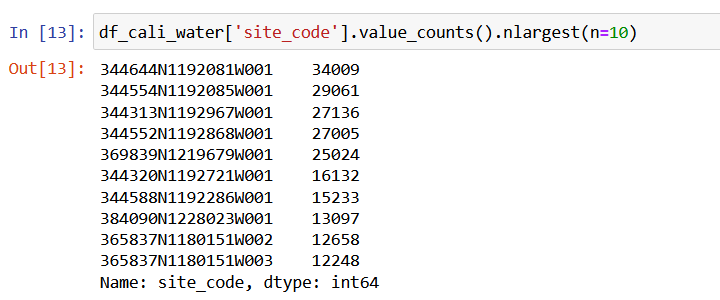 In [13]: df_cali_water['site_code'].value_counts().nlargest(n=10)
Out[13]: 344644N1192081W001    34009
344554N1192085W001    29061
344313N1192967W001    27136
344552N1192868W001    27005
369839N1219679W001    25024
344320N1192721W001    16132
344588N1192286W001    15233
384090N1228023W001    13097
365837N1180151W002    12658
365837N1180151W003    12248
Name: site_code, dtype: int64